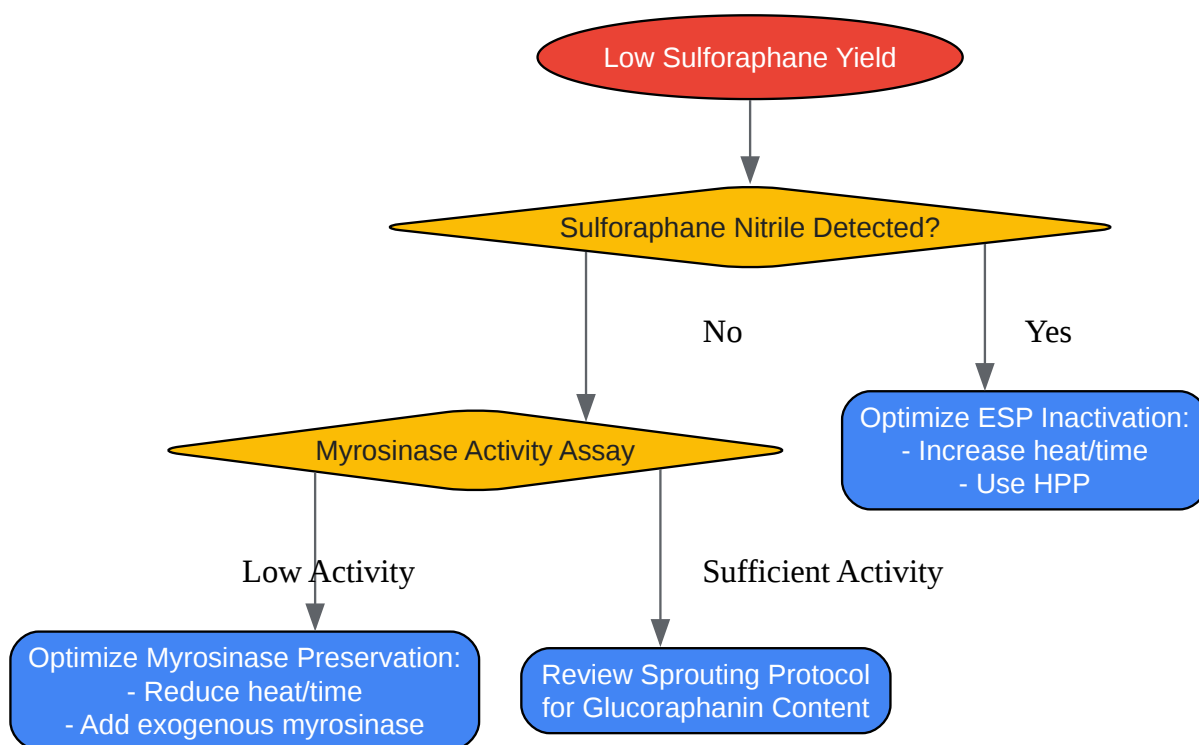 Low Sulforaphane Yield
Sulforaphane Nitrile Detected?
No
Yes
Optimize ESP Inactivation:
- Increase heat/time
- Use HPP
Myrosinase Activity Assay
Low Activity
Sufficient Activity
Optimize Myrosinase Preservation:
- Reduce heat/time
- Add exogenous myrosinase
Review Sprouting Protocol
for Glucoraphanin Content